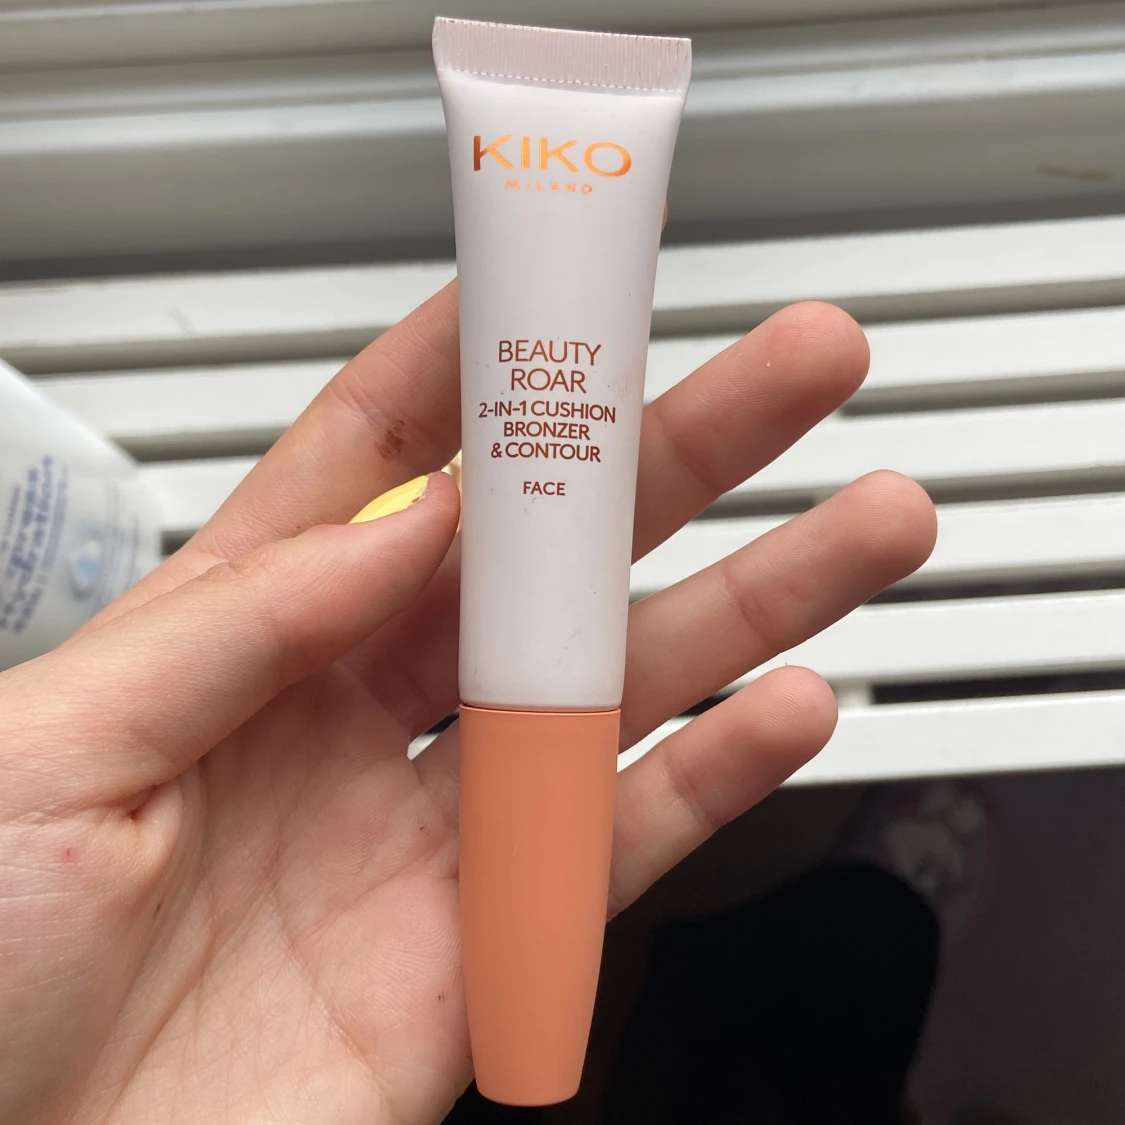 KIKO
MILANO
BEAUTY
ROAR
2-IN-1 CUSHION
BRONZER
& CONTOUR
FACE